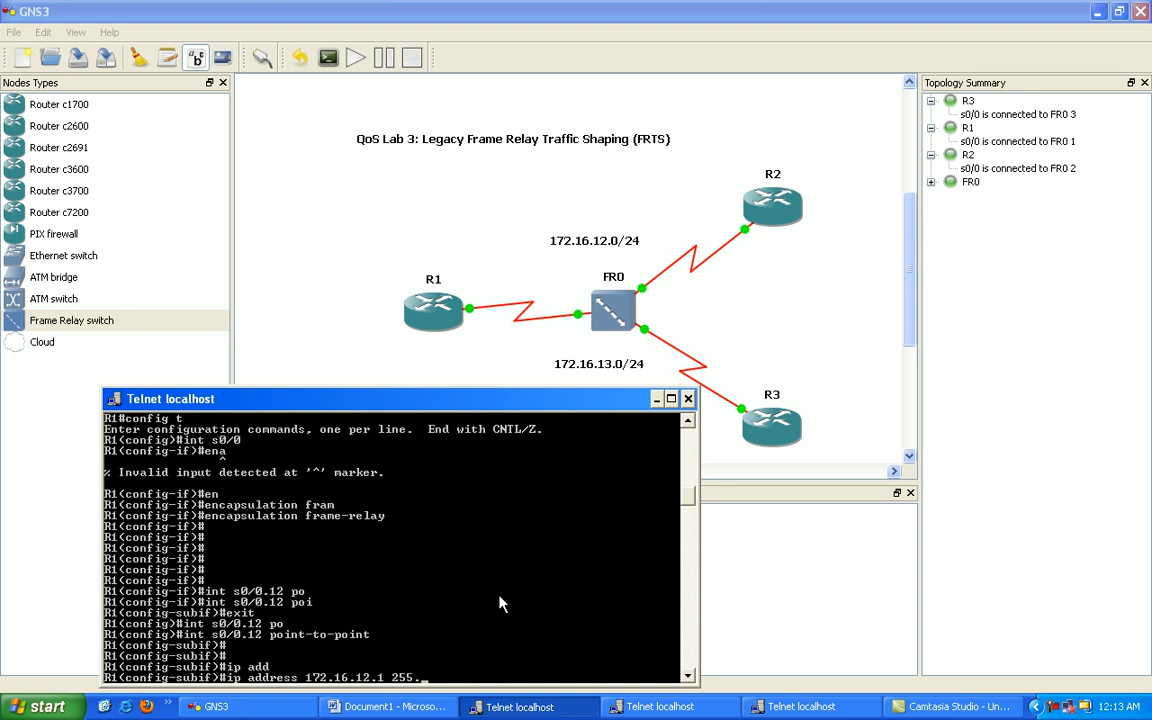 GNS3
File Edit View Help
Nodes Types
Router c1700
Router c2600
Router c2691
Router c3600
Router c3700
Router c7200
PIX firewall
Ethernet switch
ATM bridge
ATM switch
Frame Relay switch
Cloud
QoS Lab 3: Legacy Frame Relay Traffic Shaping (FRTS)
R2
172.16.12.0/24
R1
FR0
172.16.13.0/24
R3
Topology Summary
R3
s0/0 is connected to FR0 3
R1
s0/0 is connected to FR0 1
R2
s0/0 is connected to FR0 2
FR0
Telnet localhost
R1#config t
Enter configuration commands, one per line.  End with CNTL/Z.
R1(config)#int s0/0
R1(config-if)#ena
^
% Invalid input detected at '^' marker.
R1(config-if)#en
R1(config-if)#encapsulation fram
R1(config-if)#encapsulation frame-relay
R1(config-if)#
R1(config-if)#
R1(config-if)#
R1(config-if)#
R1(config-if)#
R1(config-if)#
R1(config-if)#int s0/0.12 po
R1(config-if)#int s0/0.12 poi
R1(config-subif)#exit
R1(config)#int s0/0.12 po
R1(config)#int s0/0.12 point-to-point
R1(config-subif)#
R1(config-subif)#
R1(config-subif)#ip add
R1(config-subif)#ip address 172.16.12.1 255._
start
GNS3
Document1 - Microso...
Telnet localhost
Telnet localhost
Telnet localhost
Camtasia Studio - Un...
12:13 AM